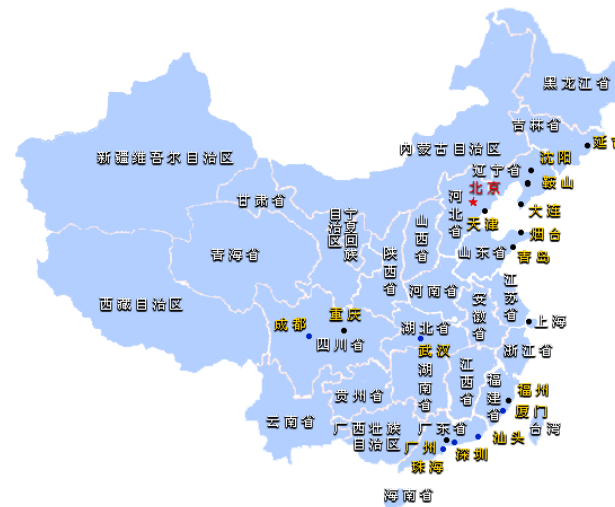 黑龙江省
吉林省
延吉
内蒙古自治区
沈阳
新疆维吾尔自治区
辽宁省
鞍山
北京
甘肃省
河北省
大连
宁夏回族
自治区
天津
山西省
烟台
青海省
陕西省
山东省
青岛
江苏省
河南省
西藏自治区
安徽省
重庆
成都
湖北省
上海
四川省
武汉
浙江省
江西省
湖南省
福建省
贵州省
福州
厦门
云南省
广西壮族
自治区
广东省
台湾
汕头
广州
深圳
珠海
海南省